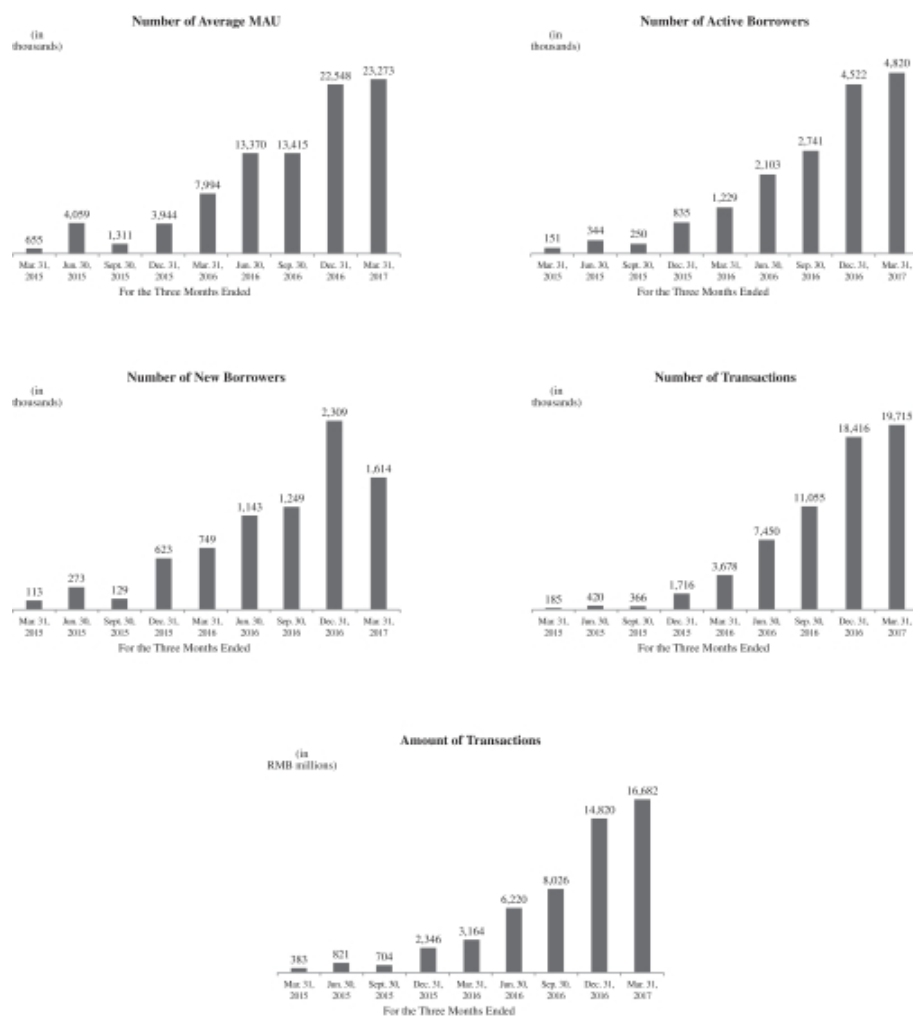 Number of Average MAU
(in
thousands)
655
4,059
1,311
3,944
7,994
13,370
13,415
22,548
23,273
Mar. 31, Jun. 30, Sept. 30, Dec. 31, Mar. 31, Jun. 30, Sep. 30, Dec. 31, Mar. 31,
2015 2015 2015 2015 2016 2016 2016 2016 2017
For the Three Months Ended
Number of Active Borrowers
(in
thousands)
151
344
250
835
1,229
2,103
2,741
4,522
4,820
Mar. 31, Jun. 30, Sept. 30, Dec. 31, Mar. 31, Jun. 30, Sep. 30, Dec. 31, Mar. 31,
2015 2015 2015 2015 2016 2016 2016 2016 2017
For the Three Months Ended
Number of New Borrowers
(in
thousands)
113
273
129
623
749
1,143
1,249
2,309
1,614
Mar. 31, Jun. 30, Sept. 30, Dec. 31, Mar. 31, Jun. 30, Sep. 30, Dec. 31, Mar. 31,
2015 2015 2015 2015 2016 2016 2016 2016 2017
For the Three Months Ended
Number of Transactions
(in
thousands)
185
420
366
1,716
3,678
7,450
11,055
18,416
19,715
Mar. 31, Jun. 30, Sept. 30, Dec. 31, Mar. 31, Jun. 30, Sep. 30, Dec. 31, Mar. 31,
2015 2015 2015 2015 2016 2016 2016 2016 2017
For the Three Months Ended
Amount of Transactions
(in
RMB millions)
383
821
704
2,346
3,164
6,220
8,026
14,820
16,682
Mar. 31, Jun. 30, Sept. 30, Dec. 31, Mar. 31, Jun. 30, Sep. 30, Dec. 31, Mar. 31,
2015 2015 2015 2015 2016 2016 2016 2016 2017
For the Three Months Ended